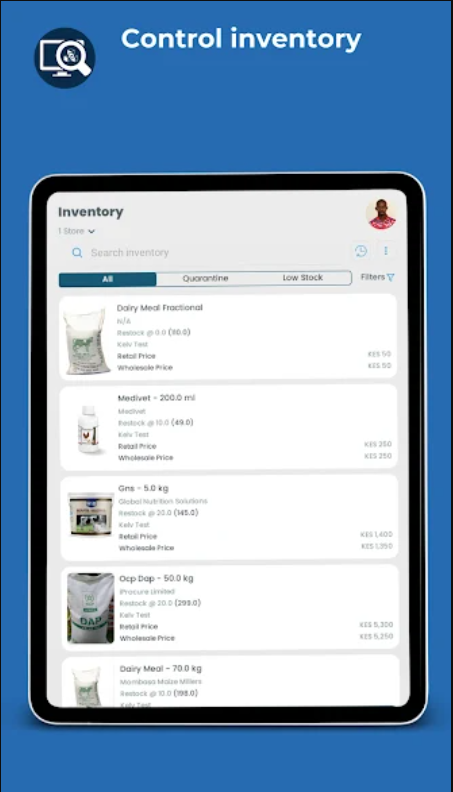 Control inventory
Inventory
1 Store
Search inventory
All
Quarantine
Low Stock
Filters
Dairy Meal Fractional
N/A
Restock @ 0.0 (110.0)
Kelv Test
Retail Price KES 50
Wholesale Price KES 50
Medivet - 200.0 ml
Medivet
Restock @ 10.0 (49.0)
Kelv Test
Retail Price KES 250
Wholesale Price KES 250
Gns - 5.0 kg
Global Nutrition Solutions
Restock @ 20.0 (145.0)
Kelv Test
Retail Price KES 1,400
Wholesale Price KES 1,350
DAP
Ocp Dap - 50.0 kg
iProcure Limited
Restock @ 20.0 (299.0)
Kelv Test
Retail Price KES 5,300
Wholesale Price KES 5,250
Dairy Meal - 70.0 kg
Mombasa Maize Millers
Restock @ 10.0 (198.0)
Kelv Test